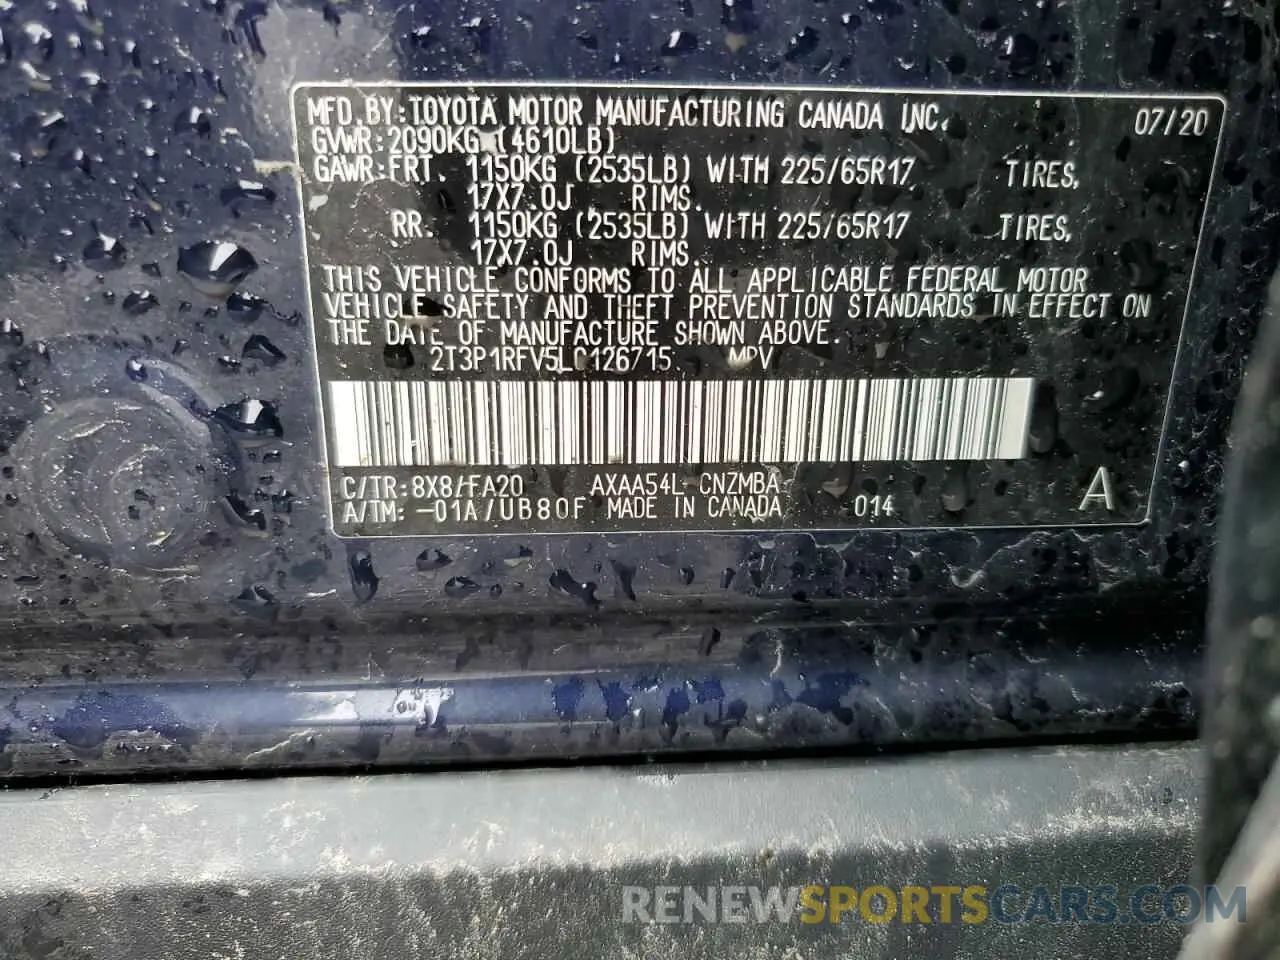 MFD.BY:TOYOTA MOTOR MANUFACTURING CANADA INC. 07/20
GVWR:2090KG (4610LB)
GAWR:FRT. 1150KG (2535LB) WITH 225/65R17 TIRES,
17X7.0J RIMS.
RR. 1150KG (2535LB) WITH 225/65R17 TIRES,
17X7.0J RIMS.
THIS VEHICLE CONFORMS TO ALL APPLICABLE FEDERAL MOTOR
VEHICLE SAFETY AND THEFT PREVENTION STANDARDS IN EFFECT ON
THE DATE OF MANUFACTURE SHOWN ABOVE.
2T3P1RFV5LC126715 MPV
C/TR:8X8/FA20 AXAA54L CNZMBA A
A/TM: -01A/UB80F MADE IN CANADA 014
RENEWSPORTSCARS.COM